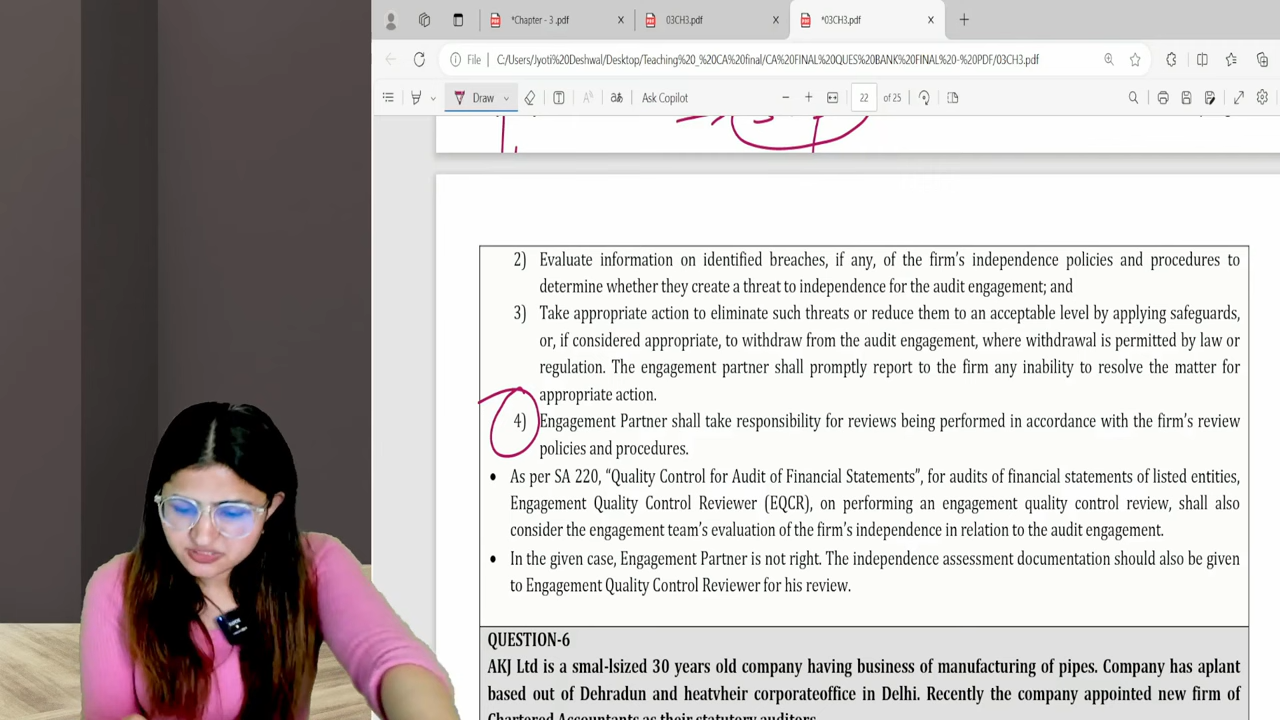 *Chapter - 3 .pdf
03CH3.pdf
*03CH3.pdf
File
C:/Users/Jyoti%20Deshwal/Desktop/Teaching%20_%20CA%20final/CA%20FINAL%20QUES%20BANK%20FINAL%20-%20PDF/03CH3.pdf
Draw
Ask Copilot
22 of 25
2) Evaluate information on identified breaches, if any, of the firm's independence policies and procedures to
determine whether they create a threat to independence for the audit engagement; and
3) Take appropriate action to eliminate such threats or reduce them to an acceptable level by applying safeguards,
or, if considered appropriate, to withdraw from the audit engagement, where withdrawal is permitted by law or
regulation. The engagement partner shall promptly report to the firm any inability to resolve the matter for
appropriate action.
4) Engagement Partner shall take responsibility for reviews being performed in accordance with the firm's review
policies and procedures.
• As per SA 220, "Quality Control for Audit of Financial Statements", for audits of financial statements of listed entities,
Engagement Quality Control Reviewer (EQCR), on performing an engagement quality control review, shall also
consider the engagement team's evaluation of the firm's independence in relation to the audit engagement.
• In the given case, Engagement Partner is not right. The independence assessment documentation should also be given
to Engagement Quality Control Reviewer for his review.
QUESTION-6
AKJ Ltd is a smal-lsized 30 years old company having business of manufacturing of pipes. Company has aplant
based out of Dehradun and heatvheir corporateoffice in Delhi. Recently the company appointed new firm of
Chartered Accountants as their statutory auditors.